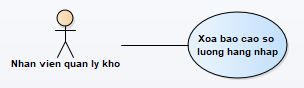 Xoa bao cao so
luong hang nhap
Nhan vien quan ly kho